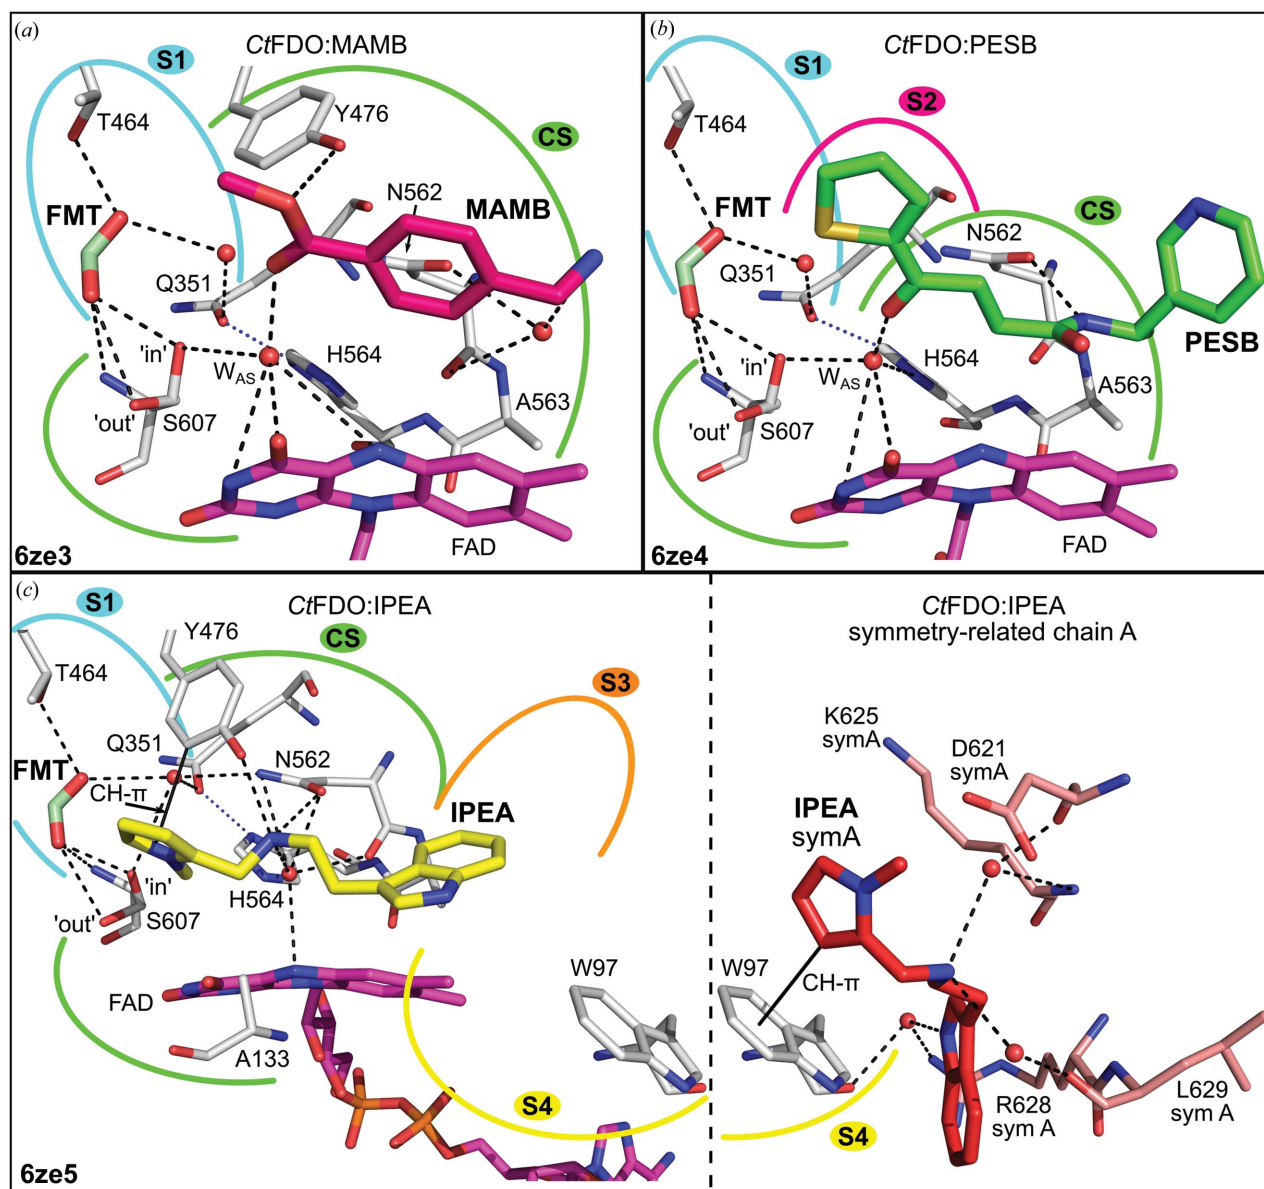 (a)
CtFDO:MAMB
S1
T464
Y476
CS
FMT
N562
MAMB
Q351
'in'
W_AS
H564
'out'
S607
A563
FAD
6ze3
(b)
CtFDO:PESB
S1
S2
T464
FMT
CS
N562
Q351
PESB
'in'
W_AS
H564
A563
'out'
S607
FAD
6ze4
(c)
CtFDO:IPEA
S1
Y476
CS
T464
S3
Q351
N562
FMT
CH-π
IPEA
'in'
H564
'out'
S607
FAD
W97
A133
S4
6ze5
CtFDO:IPEA
symmetry-related chain A
K625
symA
D621
symA
IPEA
symA
W97
CH-π
S4
R628
sym A
L629
sym A